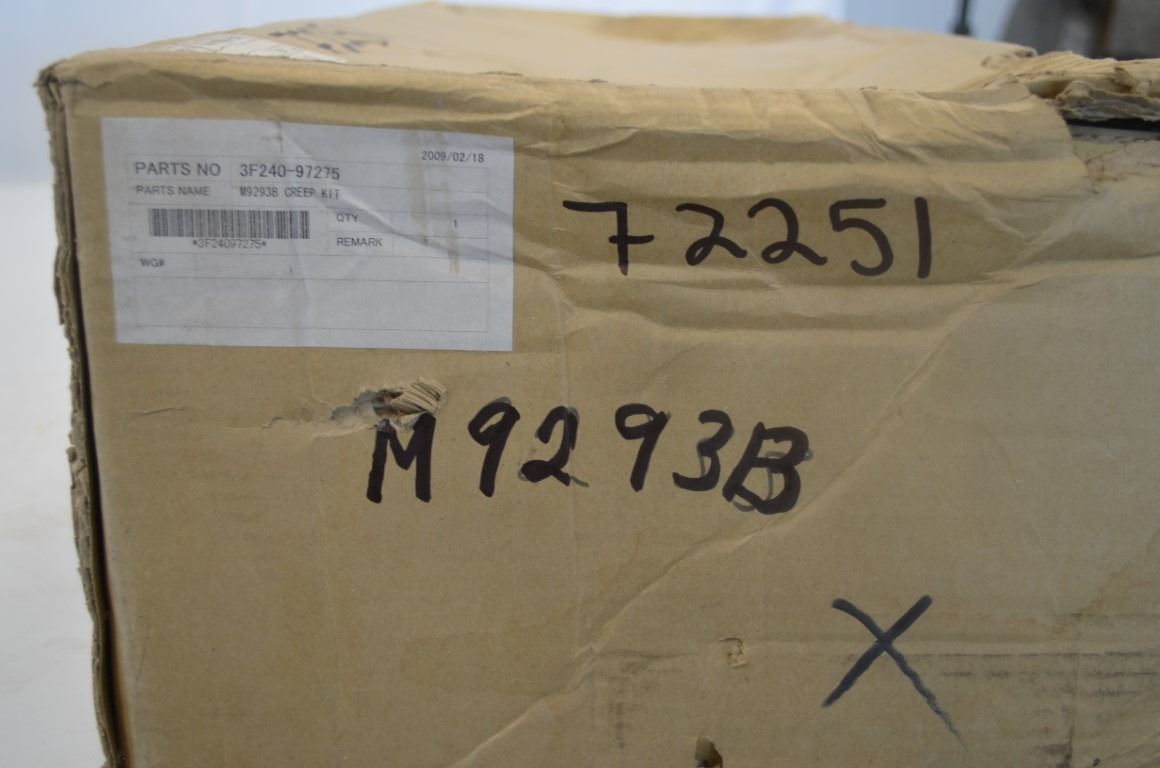 2009/02/18
PARTS NO 3F240-97275
PARTS NAME M9293B CREEP KIT
QTY 1
*3F24097275*
REMARK
WG#
72251
M9293B
X